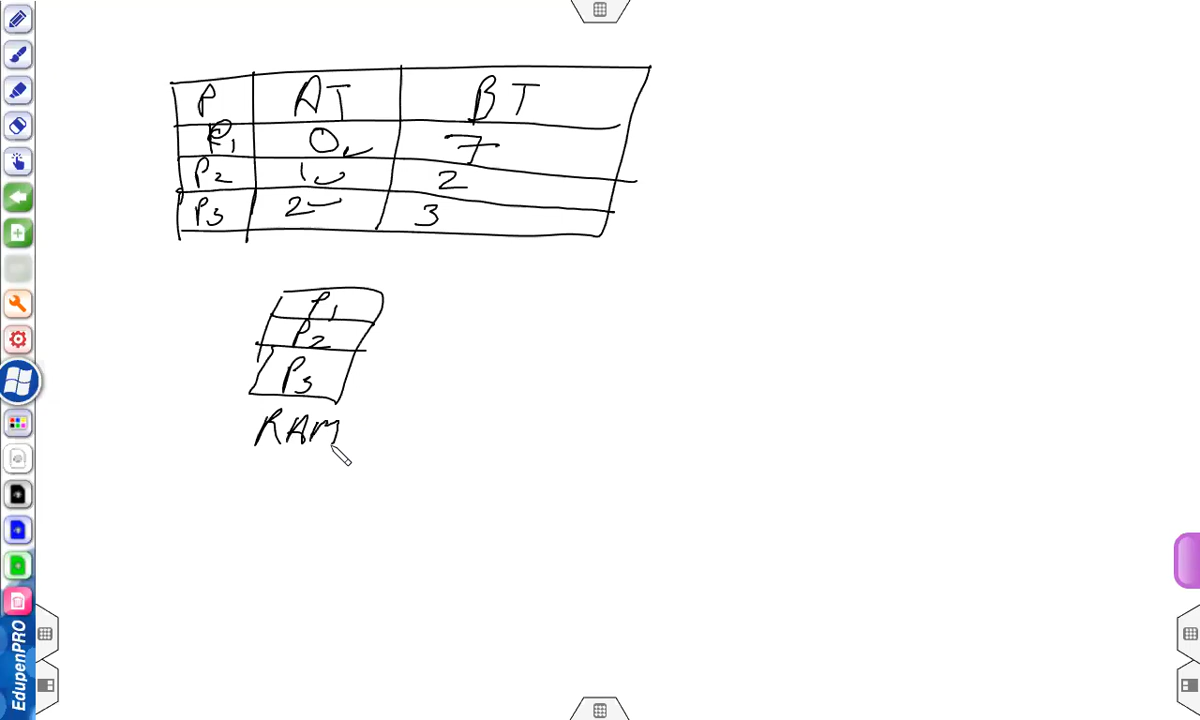 P AT BT
P1 0 7
P2 1 2
P3 2 3
P1
P2
P3
RAM
EdupenPRO